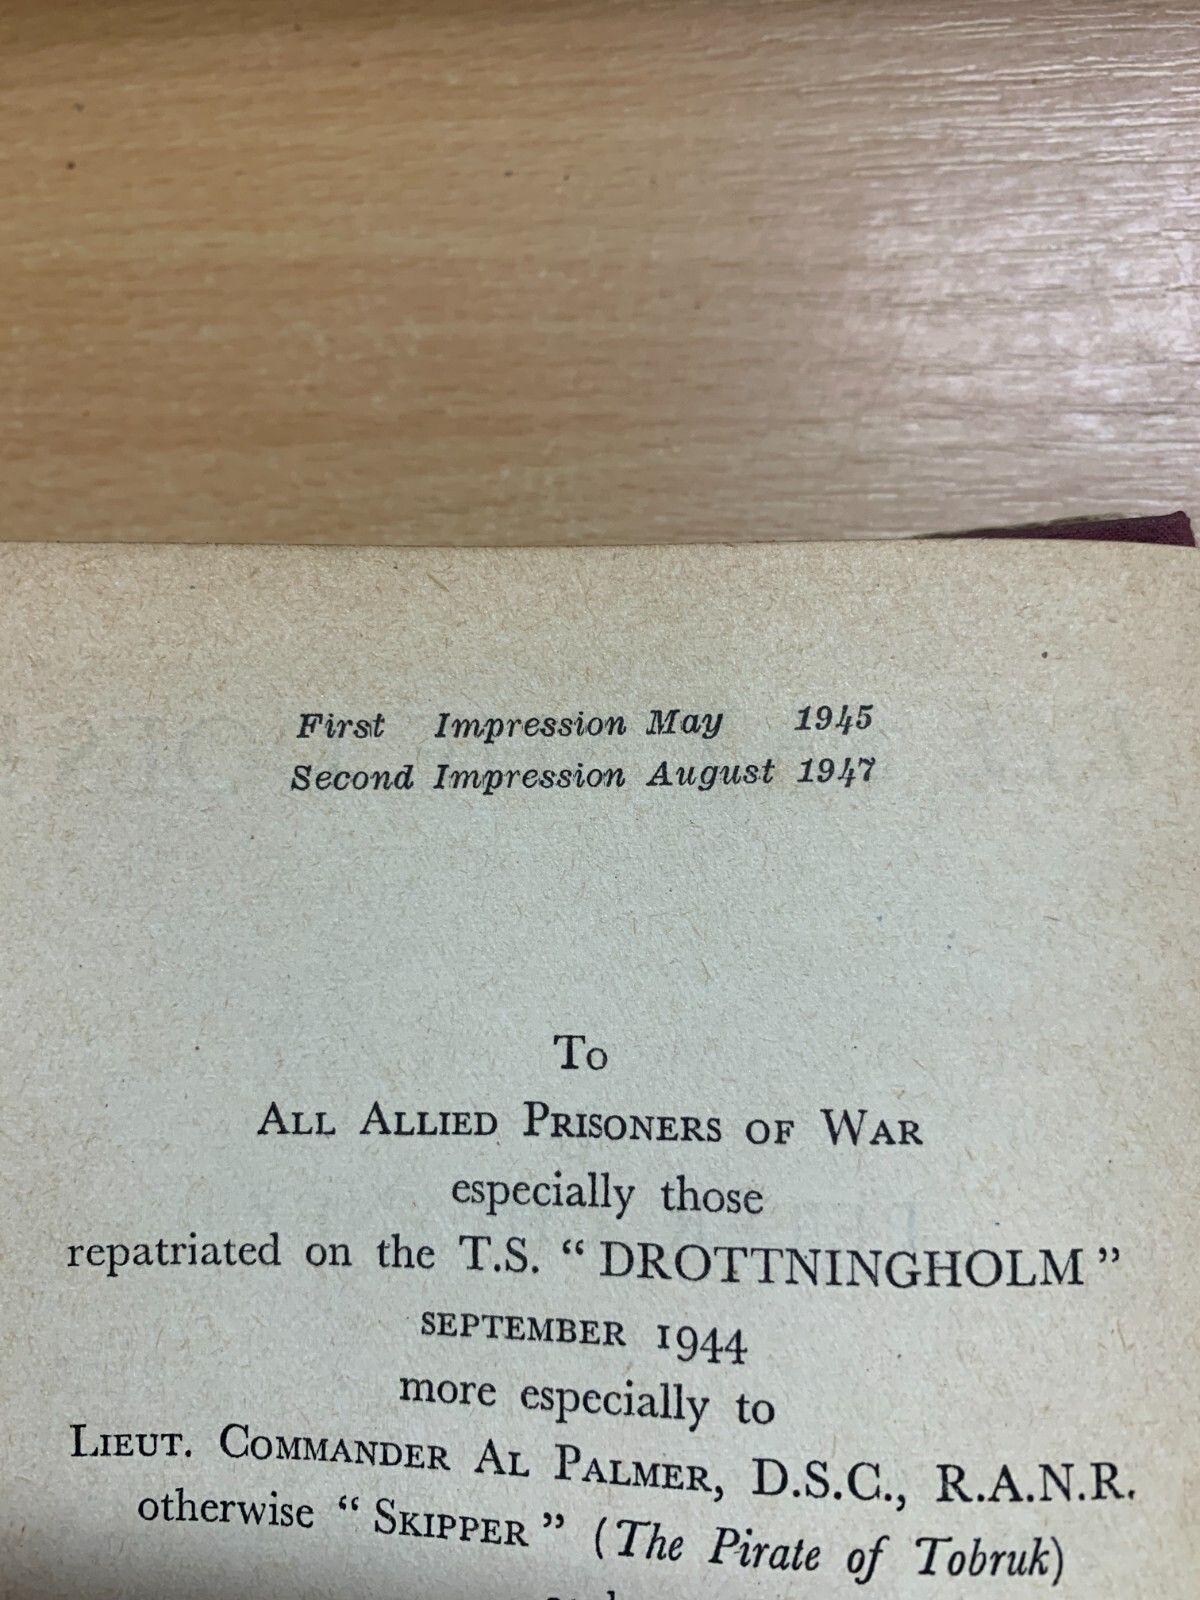 First Impression May 1945
Second Impression August 1947
To
All Allied Prisoners of War
especially those
repatriated on the T.S. “ DROTTNINGHOLM ”
SEPTEMBER 1944
more especially to
Lieut. Commander Al Palmer, D.S.C., R.A.N.R.
otherwise “ Skipper ” (The Pirate of Tobruk)